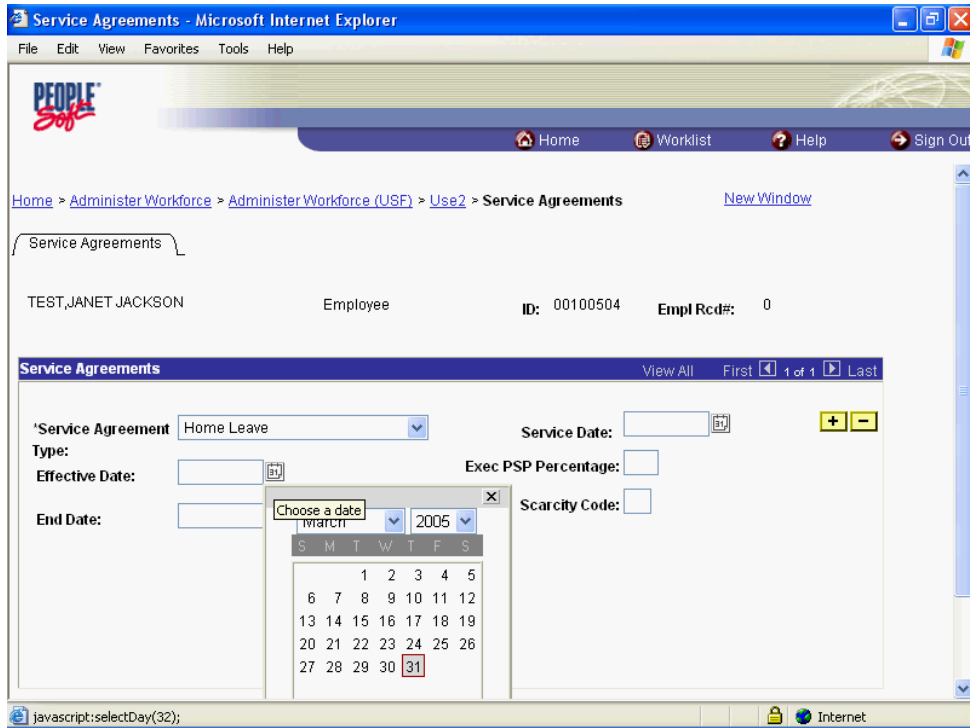 Service Agreements - Microsoft Internet Explorer
File Edit View Favorites Tools Help
PEOPLE
Soft
Home Worklist Help Sign Out
Home > Administer Workforce > Administer Workforce (USF) > Use2 > Service Agreements New Window
Service Agreements
TEST,JANET JACKSON Employee ID: 00100504 Empl Rcd#: 0
Service Agreements View All First 1 of 1 Last
*Service Agreement Type: Home Leave Service Date: 31 + -
Effective Date: 31 Exec PSP Percentage:
End Date: Scarcity Code:
Choose a date
March 2005
S M T W T F S
1 2 3 4 5
6 7 8 9 10 11 12
13 14 15 16 17 18 19
20 21 22 23 24 25 26
27 28 29 30 31
javascript:selectDay(32); Internet